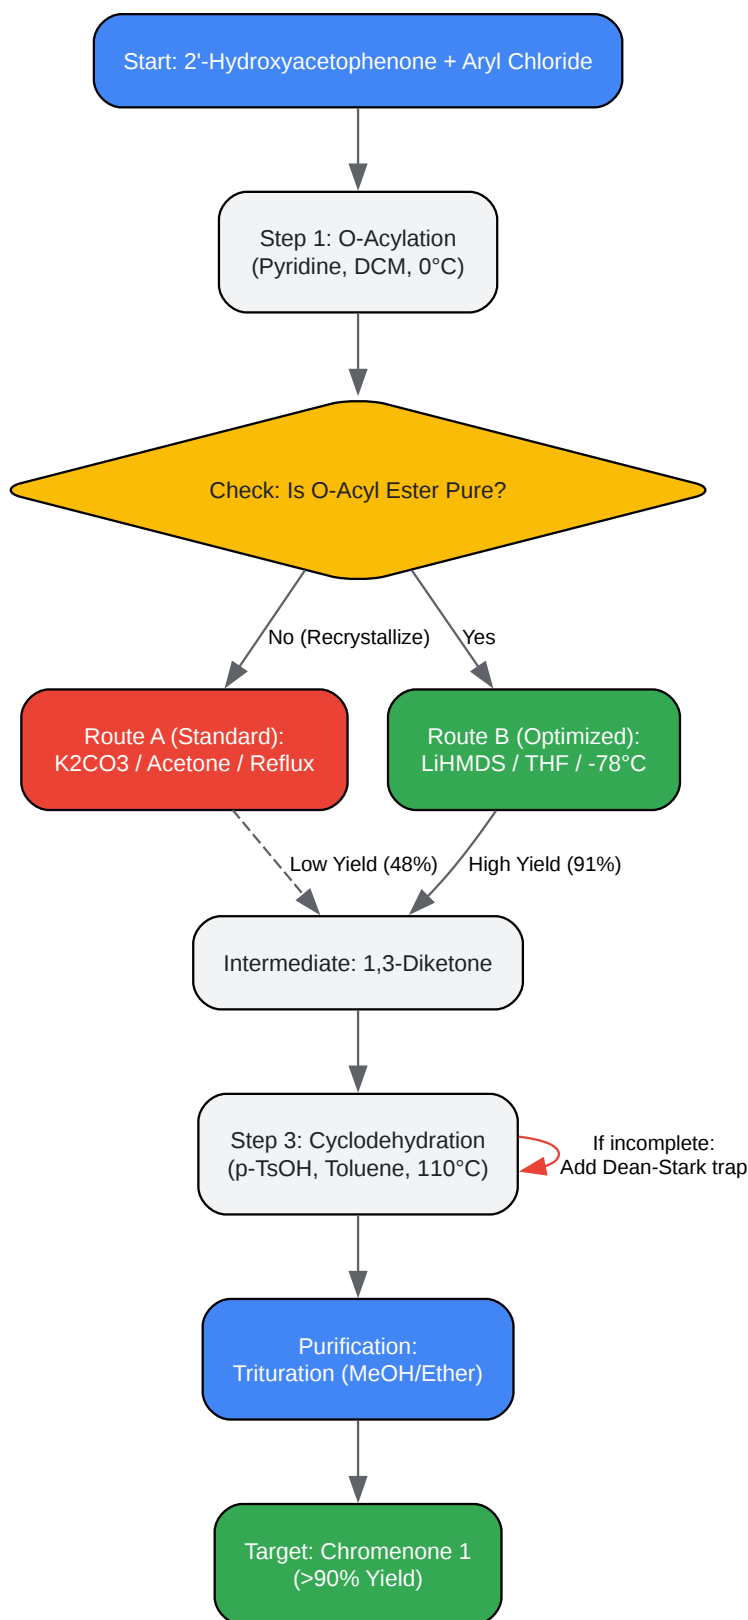 Start: 2'-Hydroxyacetophenone + Aryl Chloride
Step 1: O-Acylation
(Pyridine, DCM, 0°C)
Check: Is O-Acyl Ester Pure?
No (Recrystallize)
Yes
Route A (Standard):
K2CO3 / Acetone / Reflux
Route B (Optimized):
LiHMDS / THF / -78°C
Low Yield (48%)
High Yield (91%)
Intermediate: 1,3-Diketone
Step 3: Cyclodehydration
(p-TsOH, Toluene, 110°C)
If incomplete:
Add Dean-Stark trap
Purification:
Trituration (MeOH/Ether)
Target: Chromenone 1
(>90% Yield)